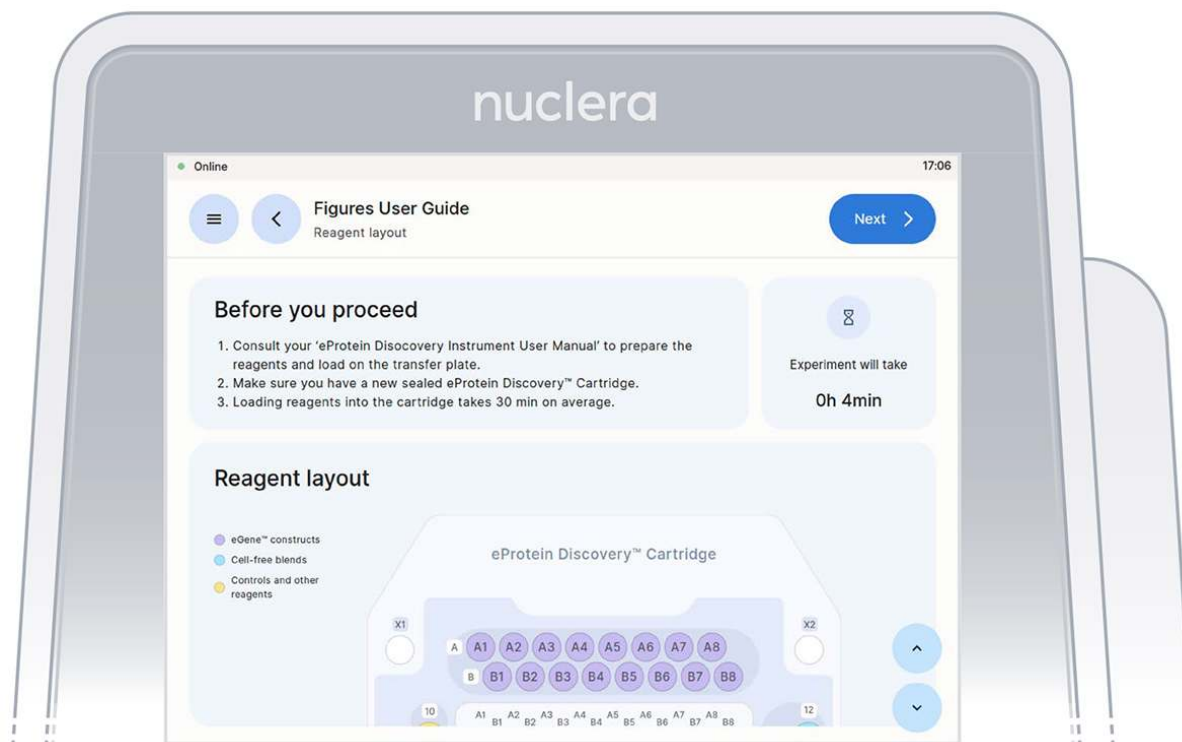 nuclera
Online
17:06
Figures User Guide
Reagent layout
Next
Before you proceed
1. Consult your ‘eProtein Disocovery Instrument User Manual’ to prepare the
reagents and load on the transfer plate.
2. Make sure you have a new sealed eProtein Discovery™ Cartridge.
3. Loading reagents into the cartridge takes 30 min on average.
Experiment will take
0h 4min
Reagent layout
eGene™ constructs
Cell-free blends
Controls and other
reagents
eProtein Discovery™ Cartridge
X1
X2
A A1 A2 A3 A4 A5 A6 A7 A8
B B1 B2 B3 B4 B5 B6 B7 B8
10
12
A1 A2 A3 A4 A5 A6 A7 A8
B1 B2 B3 B4 B5 B6 B7 B8